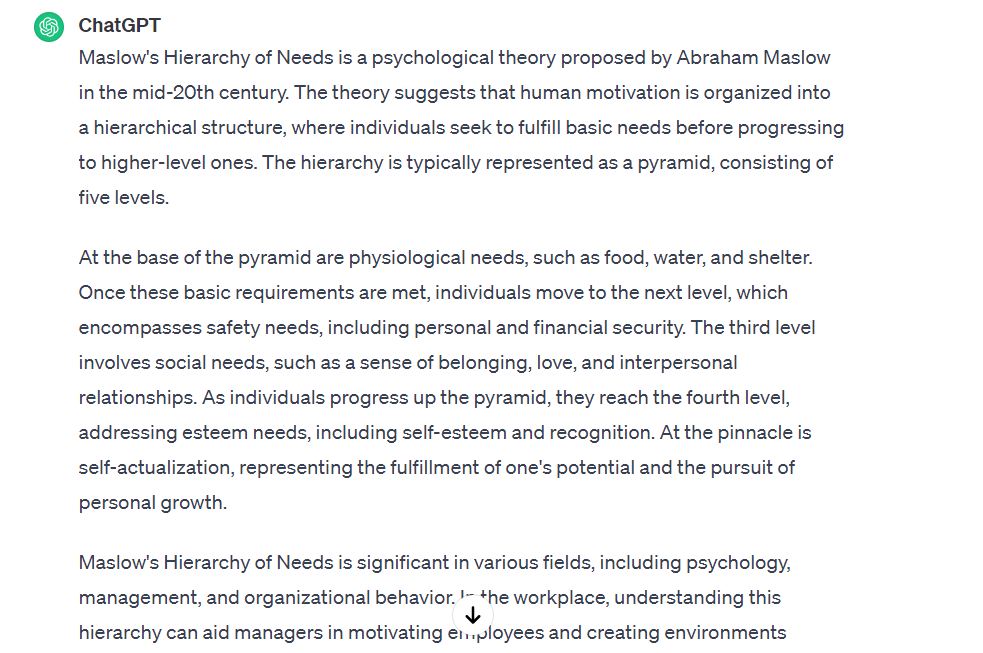 ChatGPT
Maslow's Hierarchy of Needs is a psychological theory proposed by Abraham Maslow
in the mid-20th century. The theory suggests that human motivation is organized into
a hierarchical structure, where individuals seek to fulfill basic needs before progressing
to higher-level ones. The hierarchy is typically represented as a pyramid, consisting of
five levels.
At the base of the pyramid are physiological needs, such as food, water, and shelter.
Once these basic requirements are met, individuals move to the next level, which
encompasses safety needs, including personal and financial security. The third level
involves social needs, such as a sense of belonging, love, and interpersonal
relationships. As individuals progress up the pyramid, they reach the fourth level,
addressing esteem needs, including self-esteem and recognition. At the pinnacle is
self-actualization, representing the fulfillment of one's potential and the pursuit of
personal growth.
Maslow's Hierarchy of Needs is significant in various fields, including psychology,
management, and organizational behavior. In the workplace, understanding this
hierarchy can aid managers in motivating employees and creating environments